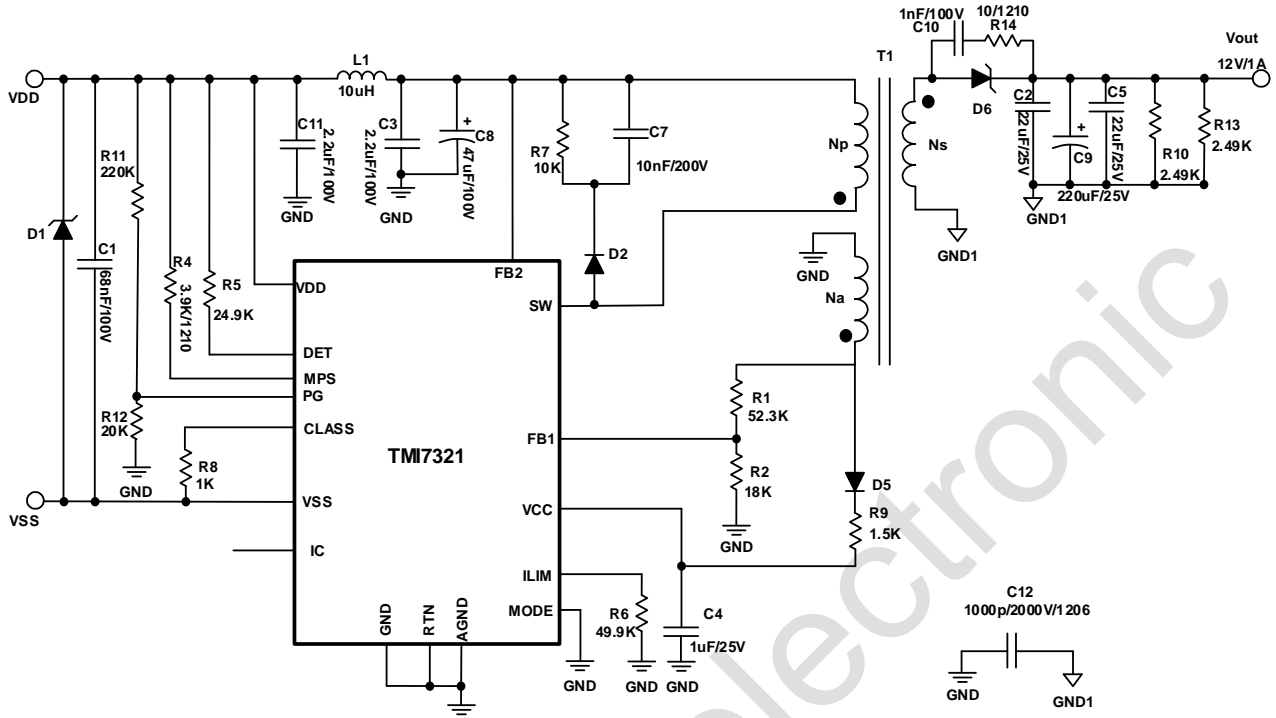 1nF/100V
C10
10/1210
R14
Vout
12V/1A
T1
L1
10uH
VDD
C11
2.2uF/100V
C3
2.2uF/100V
+
C8
47uF/100V
R7
10K
C7
10nF/200V
Np
Ns
D6
C2
22uF/25V
+
C9
220uF/25V
C5
22uF/25V
R10
2.49K
R13
2.49K
R11
220K
GND
GND
GND1
GND1
D1
C1
68nF/100V
R4
3.9K/1210
R5
24.9K
VDD
FB2
D2
GND
SW
Na
DET
MPS
PG
R12
20K
CLASS
GND
R8
1K
TMI7321
FB1
R1
52.3K
R2
18K
D5
VSS
VSS
VCC
GND
R9
1.5K
IC
ILIM
MODE
R6
49.9K
C4
1uF/25V
C12
1000p/2000V/1206
GND
RTN
AGND
GND
GND
GND
GND
GND1
electronic